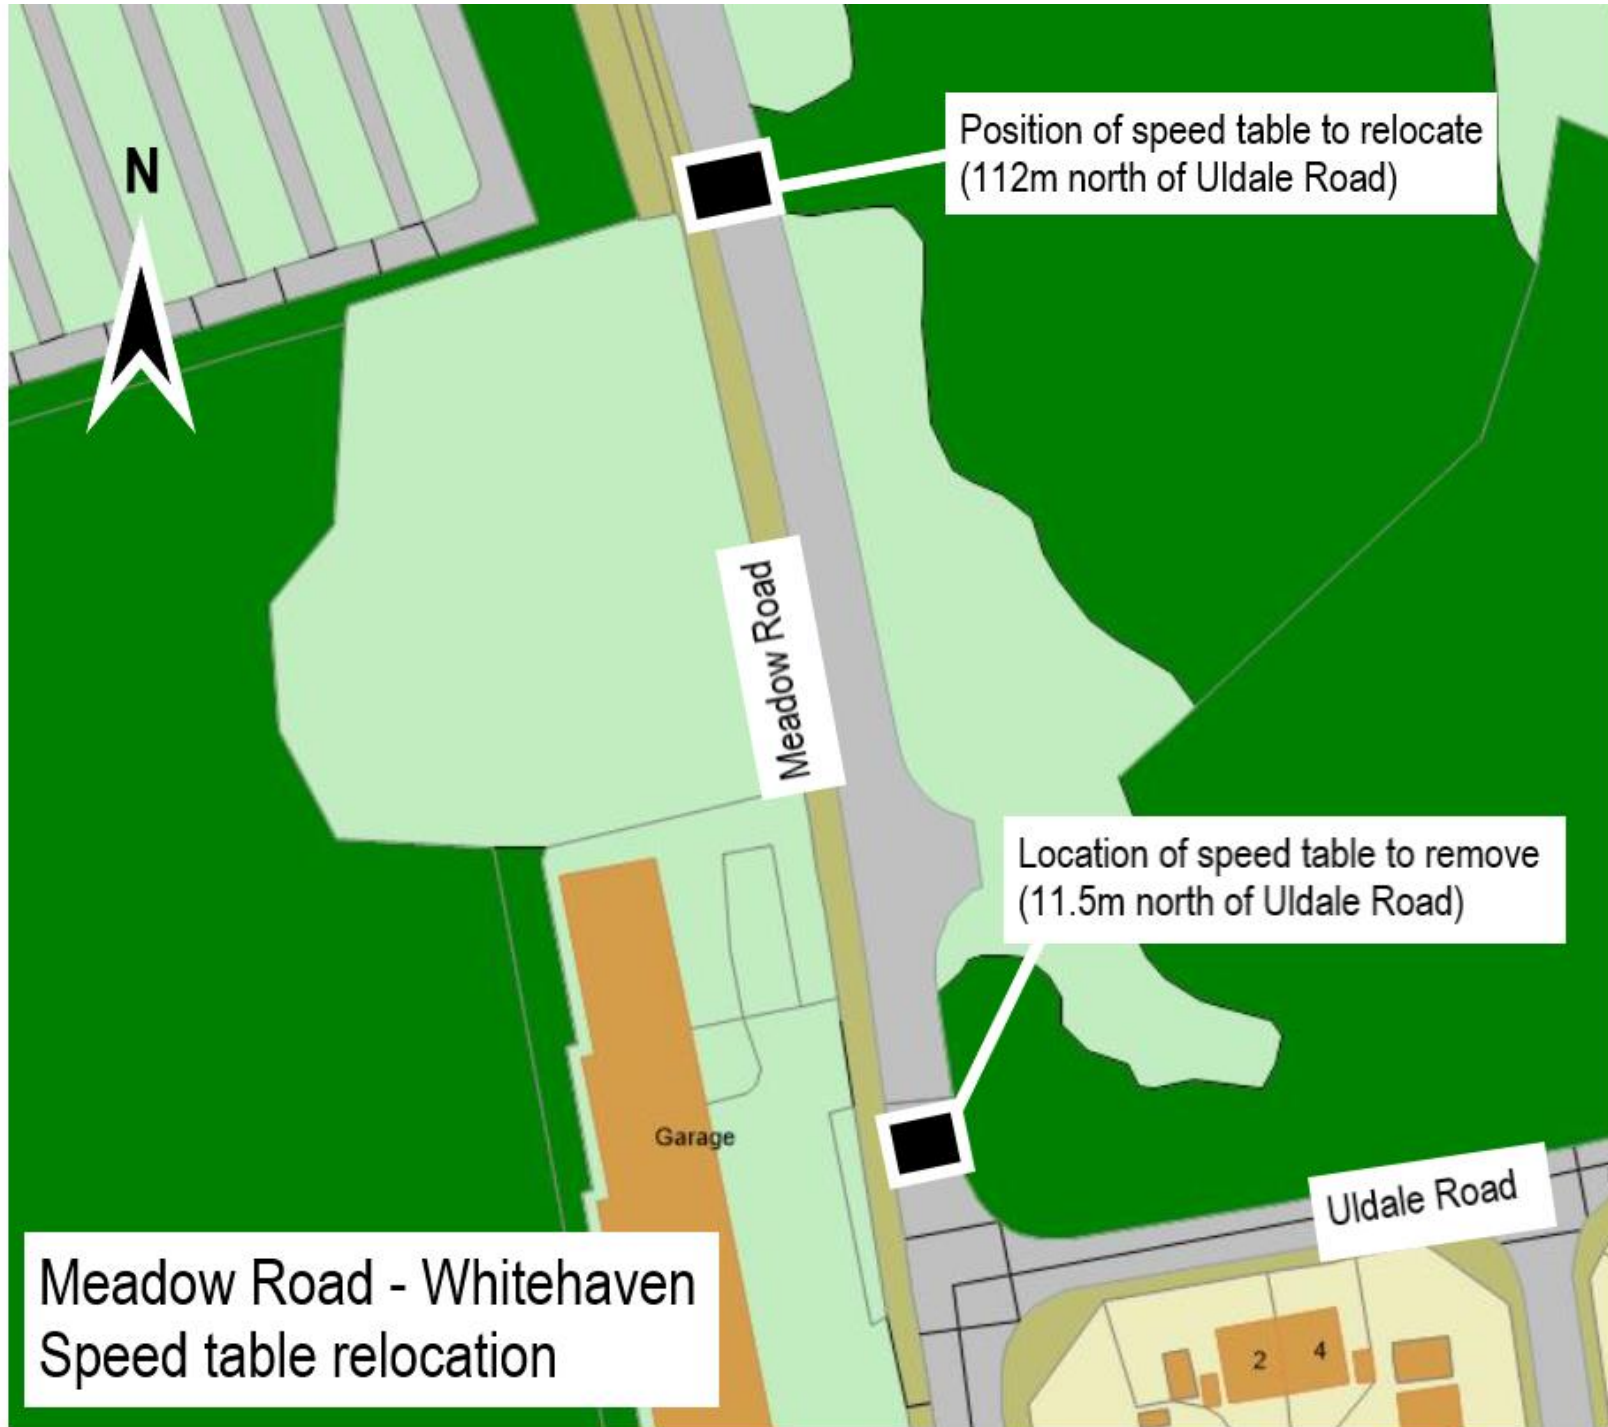 N
Position of speed table to relocate
(112m north of Uldale Road)
Meadow Road
Location of speed table to remove
(11.5m north of Uldale Road)
Garage
Uldale Road
Meadow Road - Whitehaven
Speed table relocation
2
4